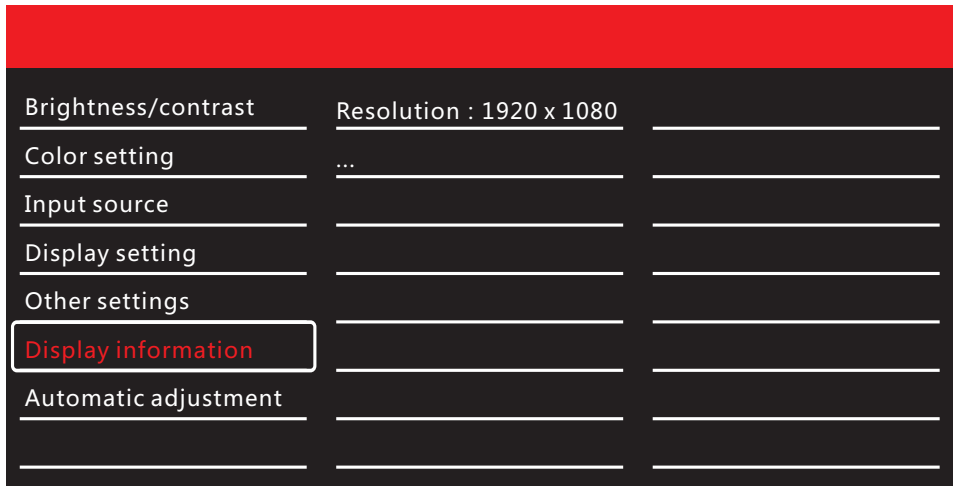 Brightness/contrast
Resolution : 1920 x 1080
Color setting
...
Input source
Display setting
Other settings
Display information
Automatic adjustment